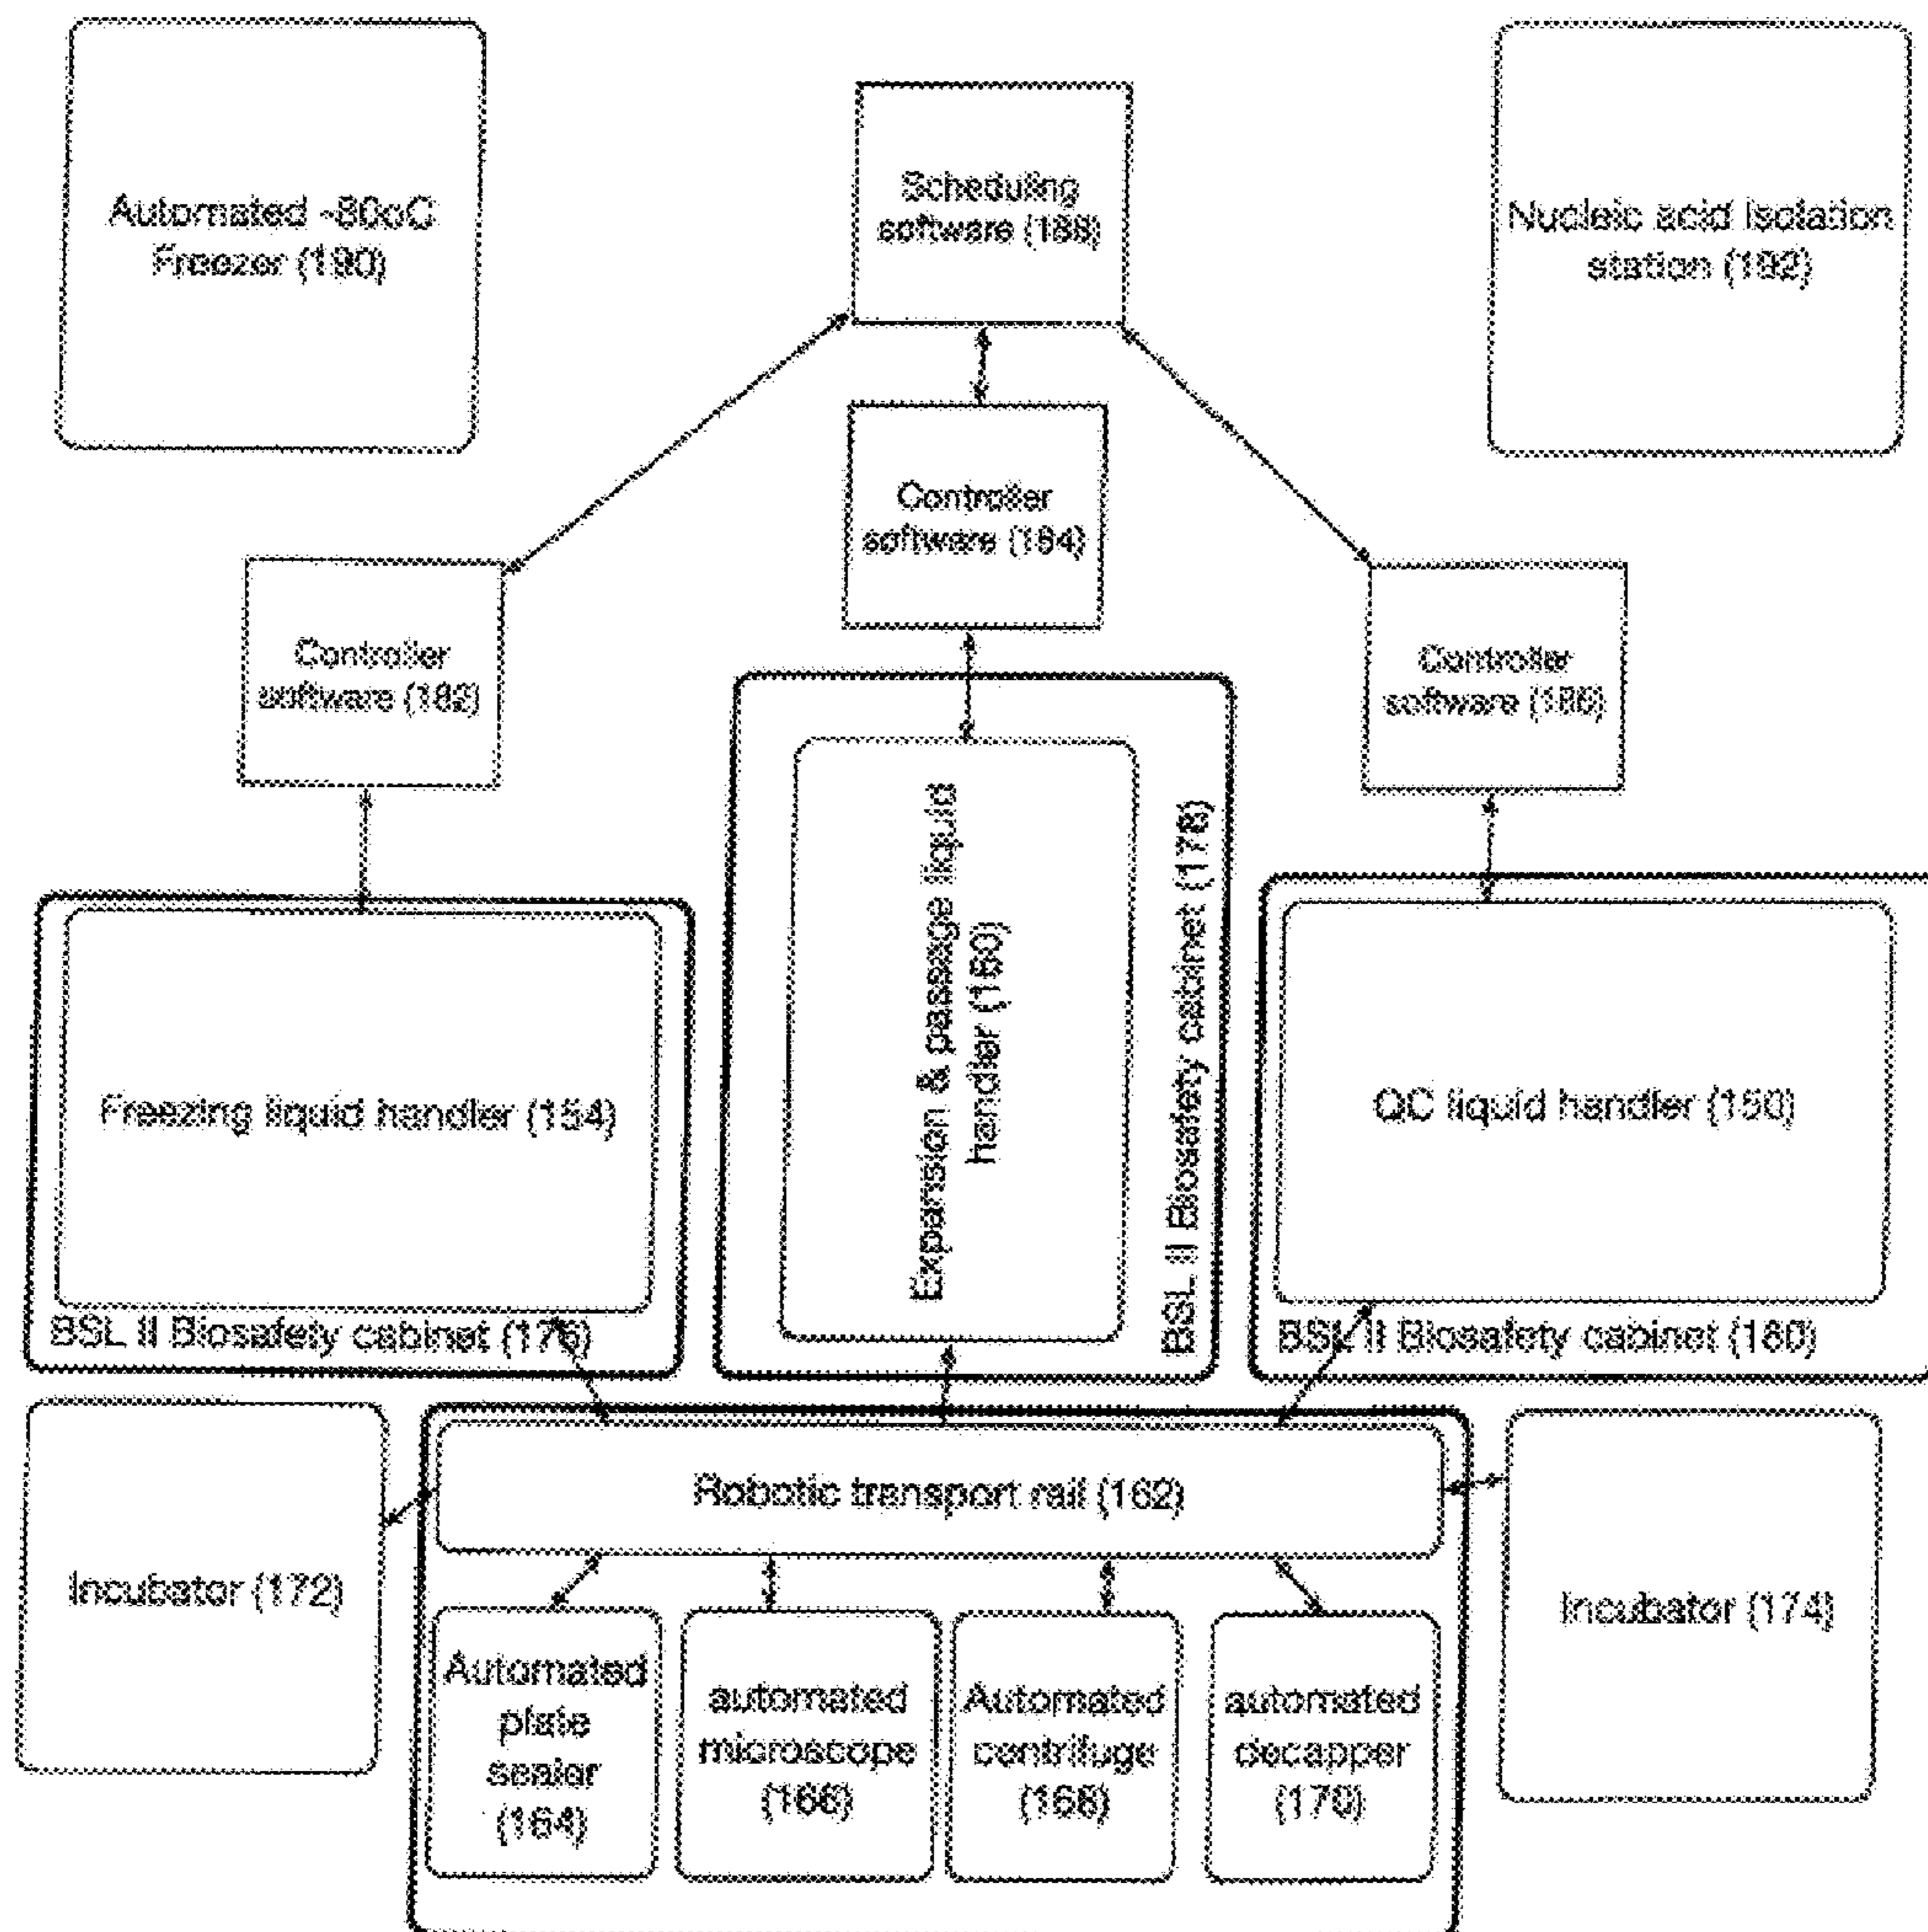 Automated -80oC
Freezer (190)
Scheduling
software (188)
Nucleic acid isolation
station (192)
Controller
software (184)
Controller
software (182)
Controller
software (186)
Freezing liquid handler (154)
BSL II Biosafety cabinet (176)
Expansion & passage liquid
handler (160)
BSL II Biosafety cabinet (178)
QC liquid handler (150)
BSL II Biosafety cabinet (180)
Robotic transport rail (162)
Incubator (172)
Incubator (174)
Automated
plate
sealer
(164)
automated
microscope
(166)
Automated
centrifuge
(168)
automated
decapper
(170)